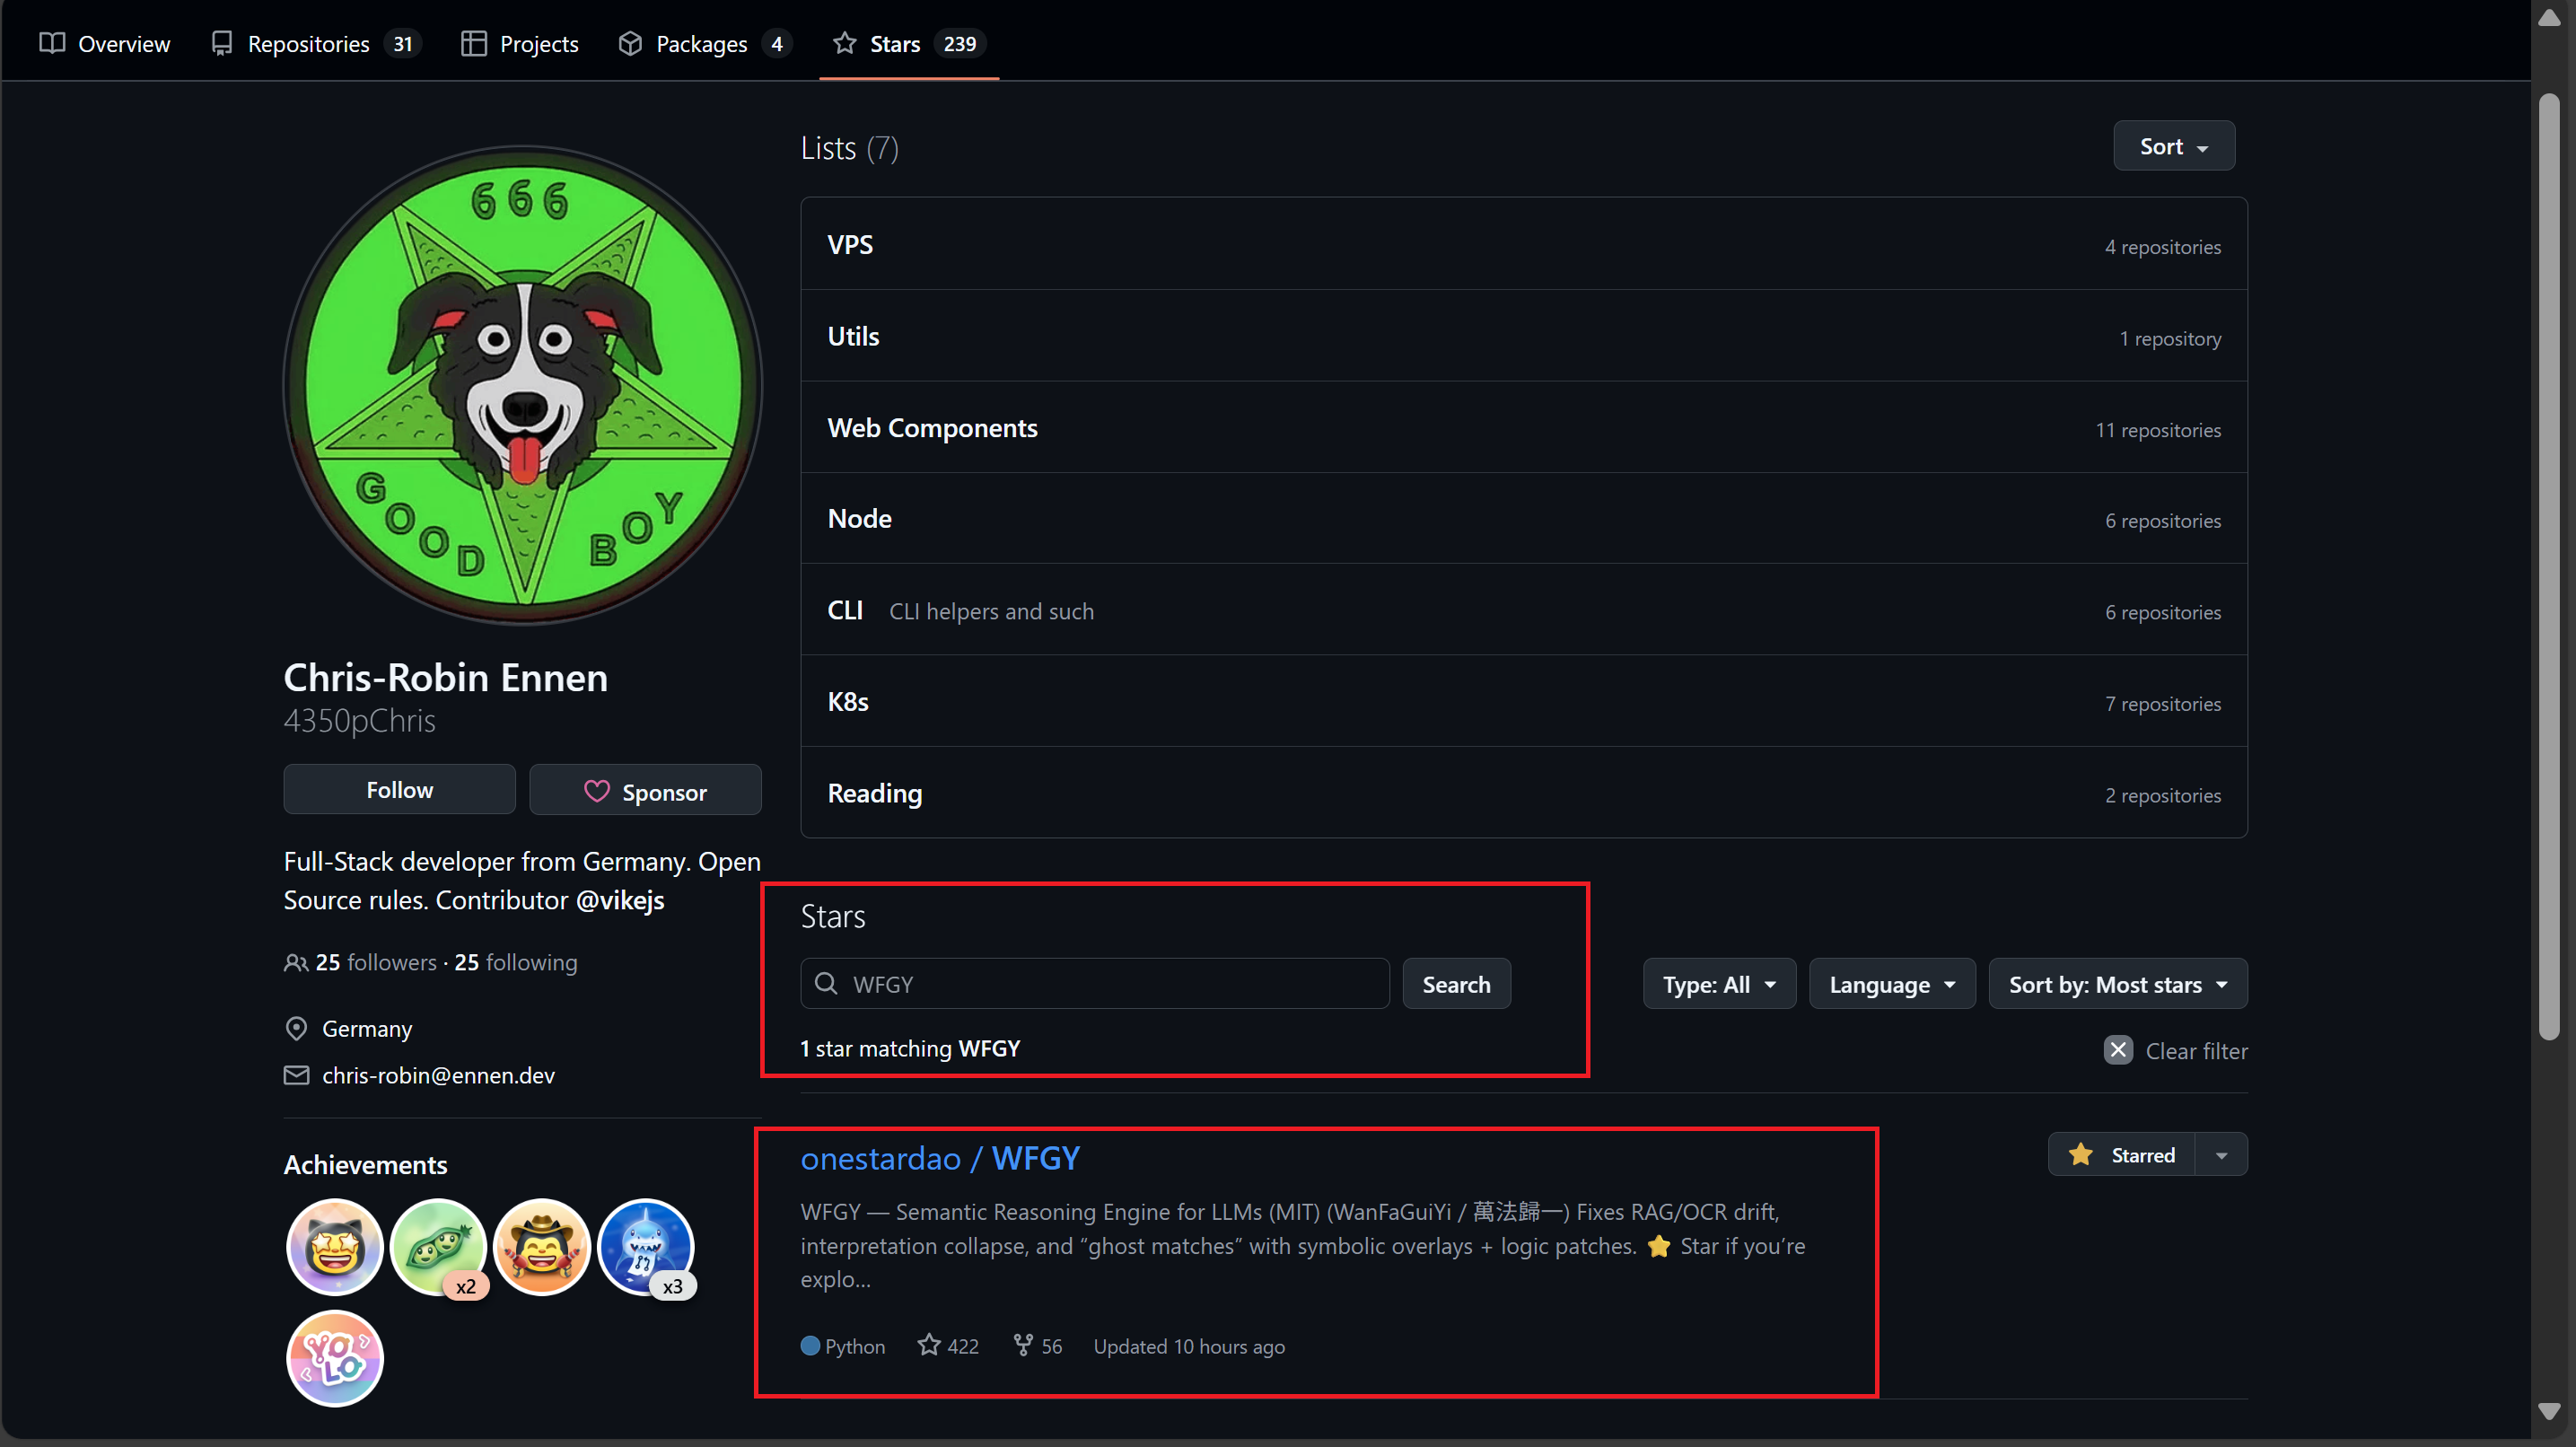 Overview
Repositories 31
Projects
Packages 4
Stars 239
666
GOOD BOY
Chris-Robin Ennen
4350pChris
Follow
Sponsor
Full-Stack developer from Germany. Open
Source rules. Contributor @vikejs
25 followers · 25 following
Germany
chris-robin@ennen.dev
Achievements
x2
x3
YOLO
Lists (7)
Sort
VPS
4 repositories
Utils
1 repository
Web Components
11 repositories
Node
6 repositories
CLI CLI helpers and such
6 repositories
K8s
7 repositories
Reading
2 repositories
Stars
WFGY
Search
Type: All
Language
Sort by: Most stars
1 star matching WFGY
Clear filter
onestardao / WFGY
Starred
WFGY — Semantic Reasoning Engine for LLMs (MIT) (WanFaGuiYi / 萬法歸一) Fixes RAG/OCR drift,
interpretation collapse, and “ghost matches” with symbolic overlays + logic patches. ⭐ Star if you’re
explo...
Python 422 56 Updated 10 hours ago